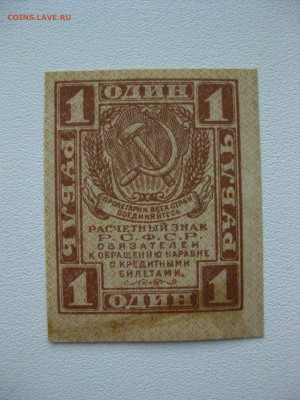 COINS.LAVE.RU
1 ОДИН 1
РУБЛЬ
РУБЛЬ
ПРОЛЕТАРИИ ВСЕХ СТРАН
СОЕДИНЯЙТЕСЬ
РАСЧЕТНЫЙ ЗНАК
Р.С.Ф.С.Р.
ОБЯЗАТЕЛЕН
К ОБРАЩЕНИЮ НАРАВНЕ
С КРЕДИТНЫМИ
БИЛЕТАМИ.
1 ОДИН 1